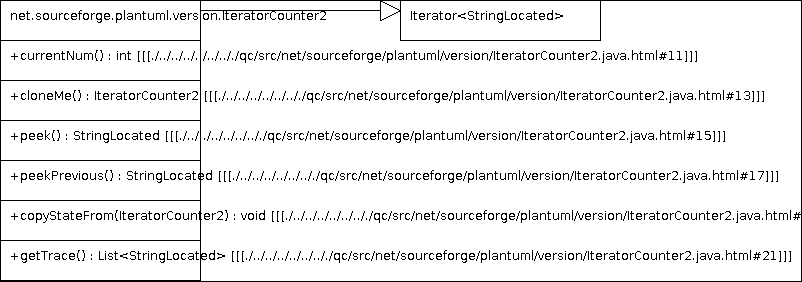 net.sourceforge.plantuml.version.IteratorCounter2
Iterator<StringLocated>
+currentNum() : int [[[./../../../../../../../qc/src/net/sourceforge/plantuml/version/IteratorCounter2.java.html#11]]]
+cloneMe() : IteratorCounter2 [[[./../../../../../../../qc/src/net/sourceforge/plantuml/version/IteratorCounter2.java.html#13]]]
+peek() : StringLocated [[[./../../../../../../../qc/src/net/sourceforge/plantuml/version/IteratorCounter2.java.html#15]]]
+peekPrevious() : StringLocated [[[./../../../../../../../qc/src/net/sourceforge/plantuml/version/IteratorCounter2.java.html#17]]]
+copyStateFrom(IteratorCounter2) : void [[[./../../../../../../../qc/src/net/sourceforge/plantuml/version/IteratorCounter2.java.html#
+getTrace() : List<StringLocated> [[[./../../../../../../../qc/src/net/sourceforge/plantuml/version/IteratorCounter2.java.html#21]]]